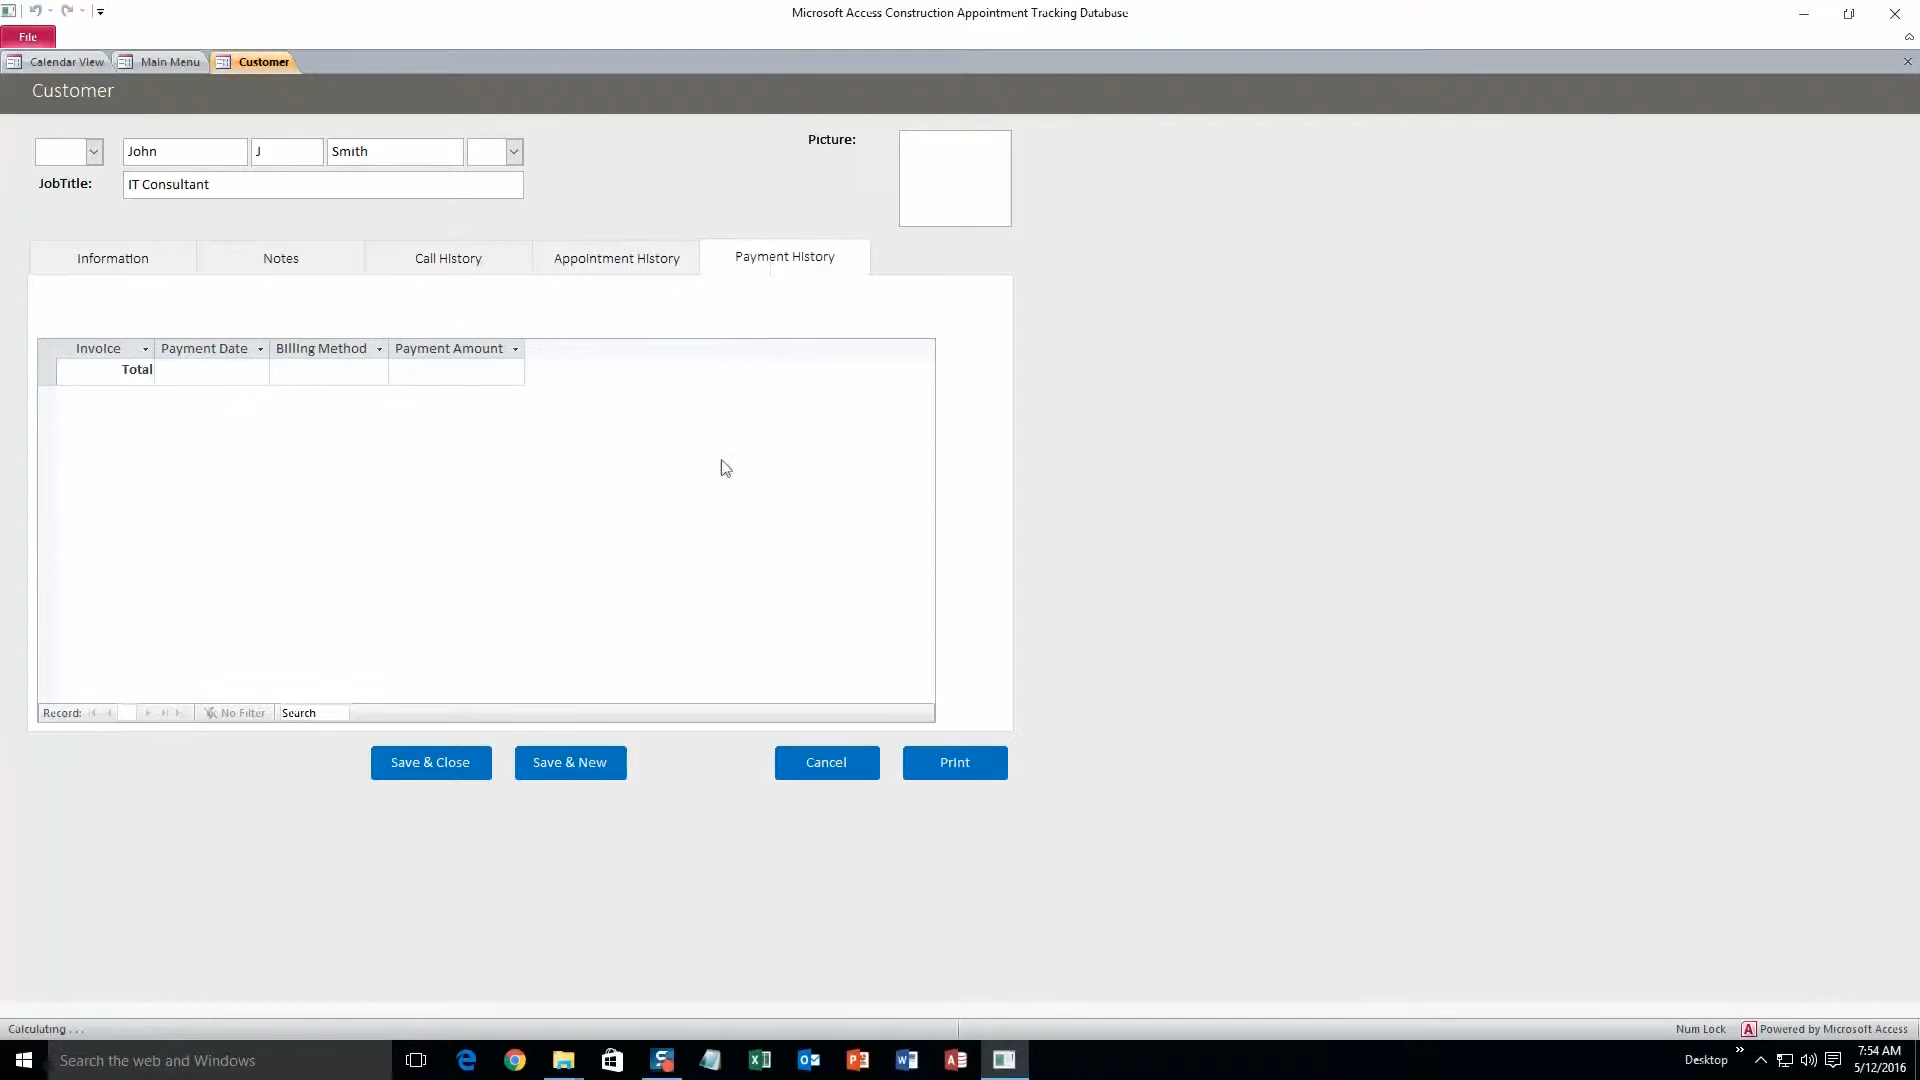 Microsoft Access Construction Appointment Tracking Database
File
Calendar View Main Menu Customer
Customer
John J Smith
Picture:
JobTitle: IT Consultant
Information Notes Call History Appointment History Payment History
Invoice Payment Date Billing Method Payment Amount
Total
Record: No Filter Search
Save & Close Save & New Cancel Print
Calculating . . . Num Lock Powered by Microsoft Access
Search the web and Windows
Desktop
7:54 AM
5/12/2016